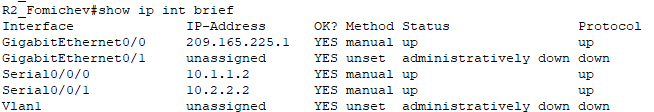 R2_Fomichev#show ip int brief
Interface              IP-Address      OK? Method Status                Protocol
GigabitEthernet0/0     209.165.225.1   YES manual up                    up
GigabitEthernet0/1     unassigned      YES unset  administratively down down
Serial0/0/0            10.1.1.2        YES manual up                    up
Serial0/0/1            10.2.2.2        YES manual up                    up
Vlan1                  unassigned      YES unset  administratively down down